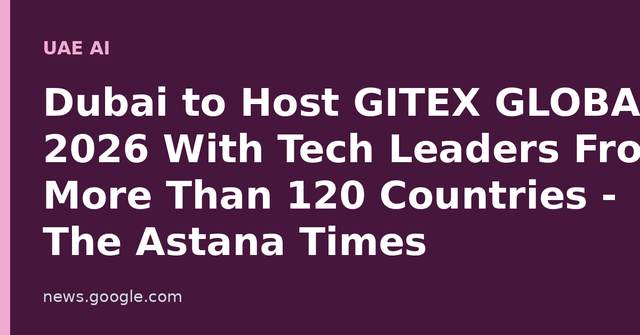 UAE AI
Dubai to Host GITEX GLOBA
2026 With Tech Leaders Fro
More Than 120 Countries -
The Astana Times
news.google.com